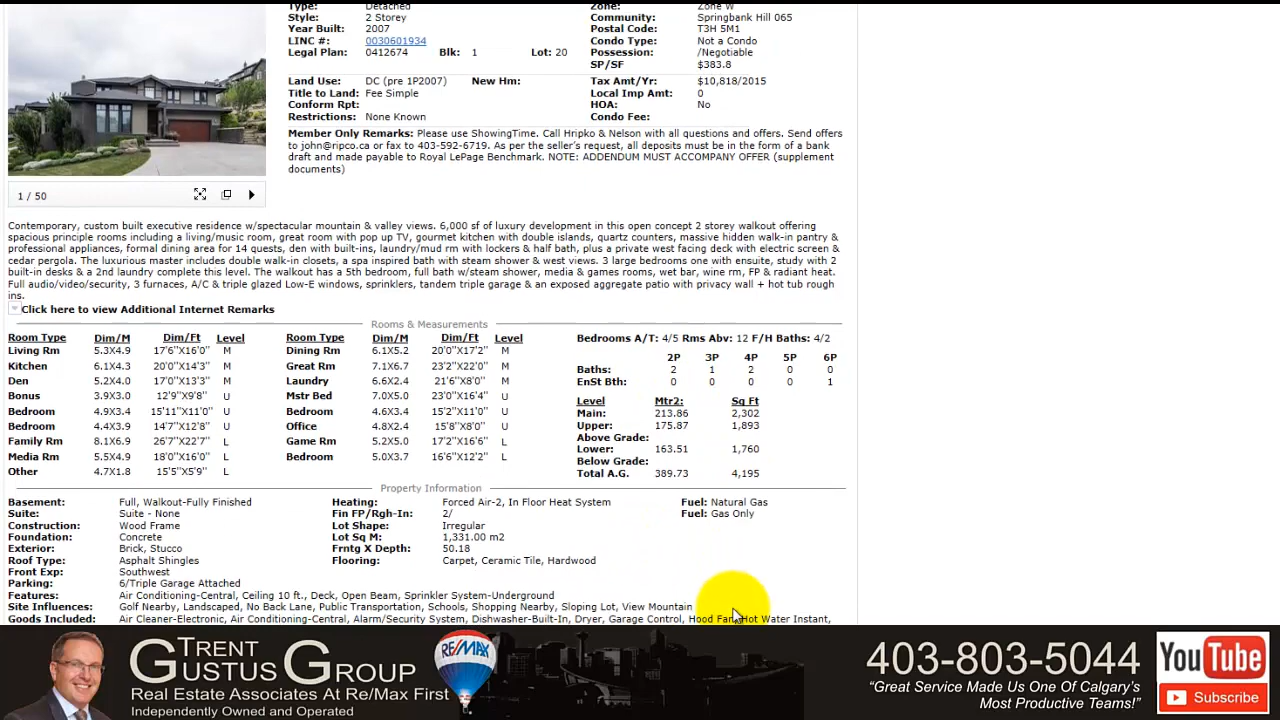 Type: Detached Zone: Zone W
Style: 2 Storey Community: Springbank Hill 065
Year Built: 2007 Postal Code: T3H 5M1
LINC #: 0030601934 Condo Type: Not a Condo
Legal Plan: 0412674 Blk: 1 Lot: 20 Possession: /Negotiable
SP/SF $383.8
Land Use: DC (pre 1P2007) New Hm: Tax Amt/Yr: $10,818/2015
Title to Land: Fee Simple Local Imp Amt: 0
Conform Rpt: HOA: No
Restrictions: None Known Condo Fee:
Member Only Remarks: Please use ShowingTime. Call Hripko & Nelson with all questions and offers. Send offers
to john@ripco.ca or fax to 403-592-6719. As per the seller's request, all deposits must be in the form of a bank
draft and made payable to Royal LePage Benchmark. NOTE: ADDENDUM MUST ACCOMPANY OFFER (supplement
documents)
1 / 50
Contemporary, custom built executive residence w/spectacular mountain & valley views. 6,000 sf of luxury development in this open concept 2 storey walkout offering
spacious principle rooms including a living/music room, great room with pop up TV, gourmet kitchen with double islands, quartz counters, massive hidden walk-in pantry &
professional appliances, formal dining area for 14 quests, den with built-ins, laundry/mud rm with lockers & half bath, plus a private west facing deck with electric screen &
cedar pergola. The luxurious master includes double walk-in closets, a spa inspired bath with steam shower & west views. 3 large bedrooms one with ensuite, study with 2
built-in desks & a 2nd laundry complete this level. The walkout has a 5th bedroom, full bath w/steam shower, media & games rooms, wet bar, wine rm, FP & radiant heat.
Full audio/video/security, 3 furnaces, A/C & triple glazed Low-E windows, sprinklers, tandem triple garage & an exposed aggregate patio with privacy wall + hot tub rough
ins.
Click here to view Additional Internet Remarks
Rooms & Measurements
Room Type Dim/M Dim/Ft Level Room Type Dim/M Dim/Ft Level Bedrooms A/T: 4/5 Rms Abv: 12 F/H Baths: 4/2
Living Rm 5.3X4.9 17'6"X16'0" M Dining Rm 6.1X5.2 20'0"X17'2" M
2P 3P 4P 5P 6P
Kitchen 6.1X4.3 20'0"X14'3" M Great Rm 7.1X6.7 23'2"X22'0" M Baths: 2 1 2 0 0
Den 5.2X4.0 17'0"X13'3" M Laundry 6.6X2.4 21'6"X8'0" M EnSt Bth: 0 0 0 0 1
Bonus 12'9"X9'8" 3.9X3.0 U Mstr Bed 7.0X5.0 23'0"X16'4" U Level Mtr2: Sq Ft
Bedroom 4.9X3.4 15'11"X11'0" U Bedroom 4.6X3.4 15'2"X11'0" U Main: 213.86 2,302
Bedroom 4.4X3.9 14'7"X12'8" U Office 4.8X2.4 15'8"X8'0" U Upper: 175.87 1,893
Above Grade:
Family Rm 8.1X6.9 26'7"X22'7" L Game Rm 5.2X5.0 17'2"X16'6" L Lower: 163.51 1,760
Media Rm 5.5X4.9 18'0"X16'0" L Bedroom 5.0X3.7 16'6"X12'2" L Below Grade:
Other 4.7X1.8 15'5"X5'9" L Total A.G. 389.73 4,195
Property Information
Basement: Full, Walkout-Fully Finished Heating: Forced Air-2, In Floor Heat System Fuel: Natural Gas
Suite: Suite - None Fin FP/Rgh-In: 2/ Fuel: Gas Only
Construction: Wood Frame Lot Shape: Irregular
Foundation: Concrete Lot Sq M: 1,331.00 m2
Exterior: Brick, Stucco Frntg X Depth: 50.18
Roof Type: Asphalt Shingles Flooring: Carpet, Ceramic Tile, Hardwood
Front Exp: Southwest
Parking: 6/Triple Garage Attached
Features: Air Conditioning-Central, Ceiling 10 ft., Deck, Open Beam, Sprinkler System-Underground
Site Influences: Golf Nearby, Landscaped, No Back Lane, Public Transportation, Schools, Shopping Nearby, Sloping Lot, View Mountain
Goods Included: Air Cleaner-Electronic, Air Conditioning-Central, Alarm/Security System, Dishwasher-Built-In, Dryer, Garage Control, Hood Fan, Hot Water Instant,
TRENT
GUSTUS GROUP
Real Estate Associates At Re/Max First
Independently Owned and Operated
RE/MAX
403-803-5044
"Great Service Made Us One Of Calgary's
Most Productive Teams!"
YouTube
Subscribe